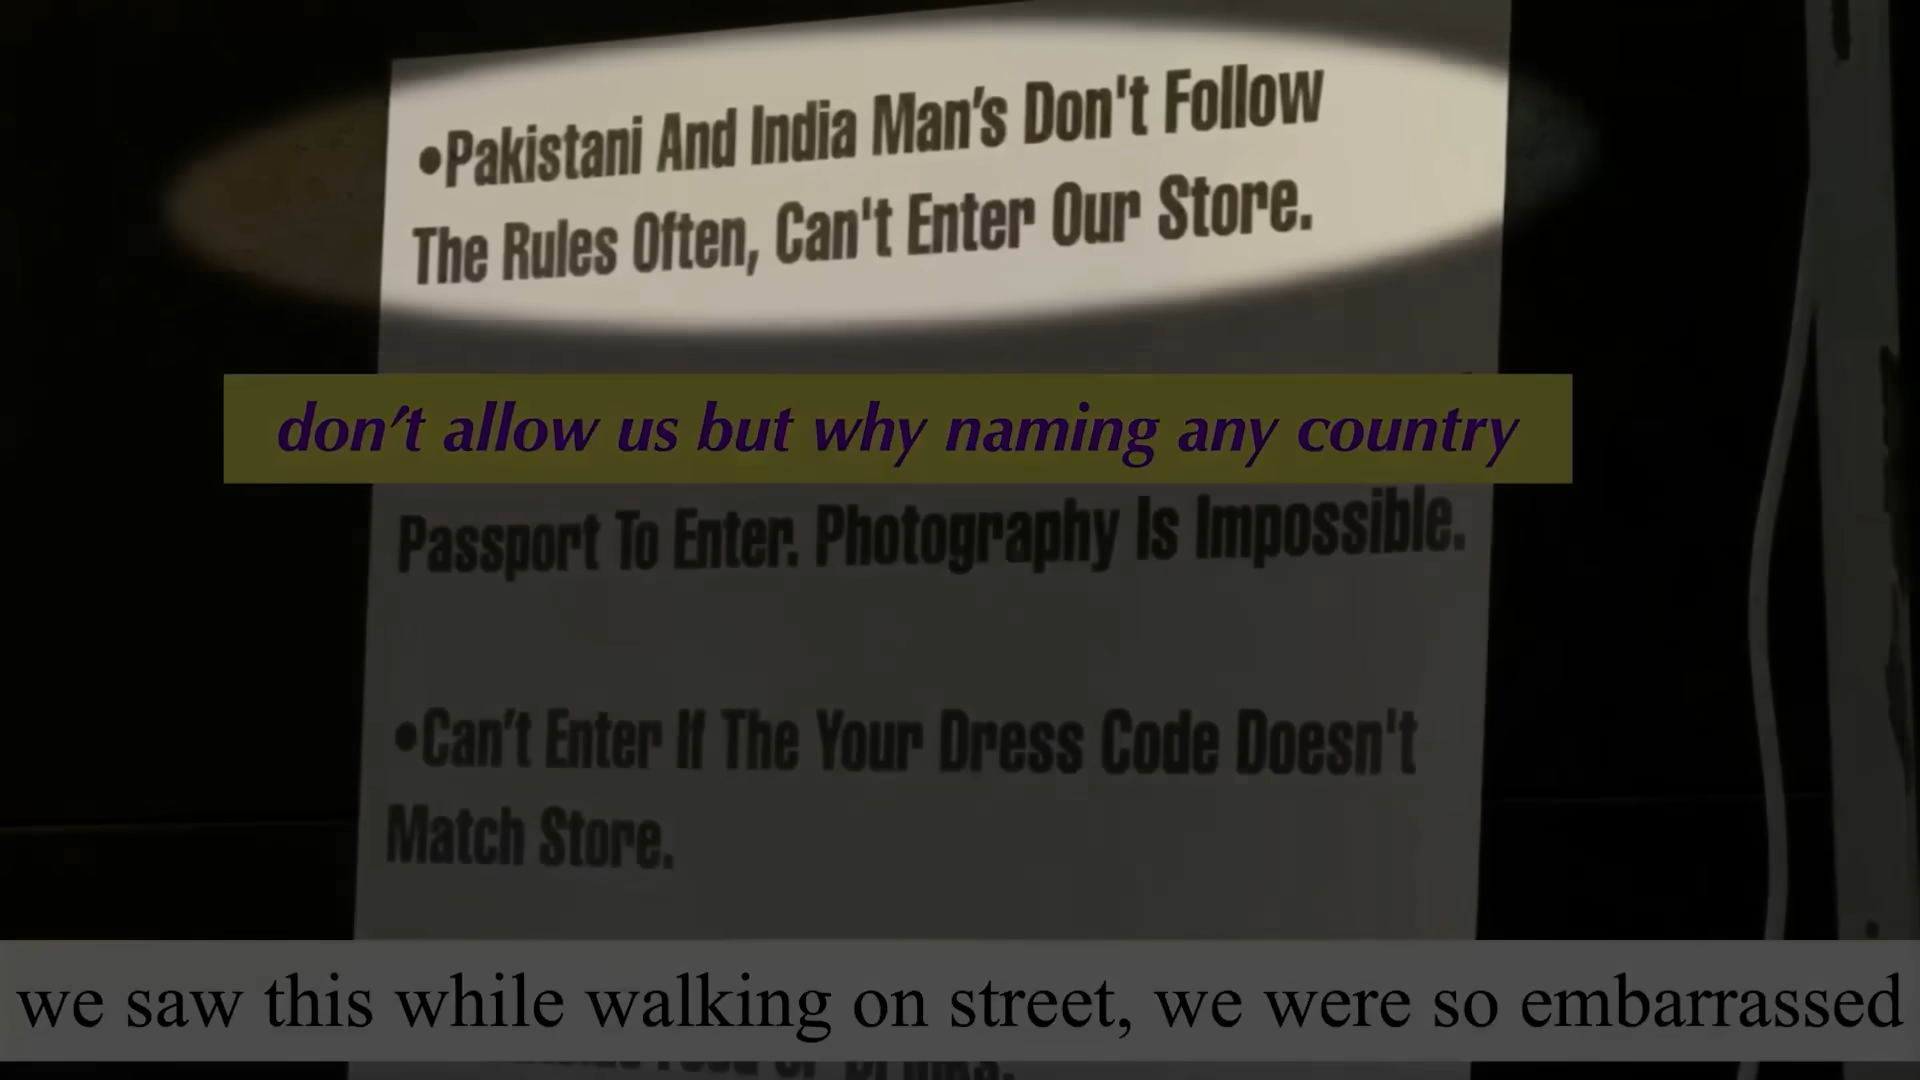 •Pakistani And India Man's Don't Follow
The Rules Often, Can't Enter Our Store.
don't allow us but why naming any country
Passport To Enter. Photography Is Impossible.
•Can't Enter If The Your Dress Code Doesn't
Match Store.
we saw this while walking on street, we were so embarrassed